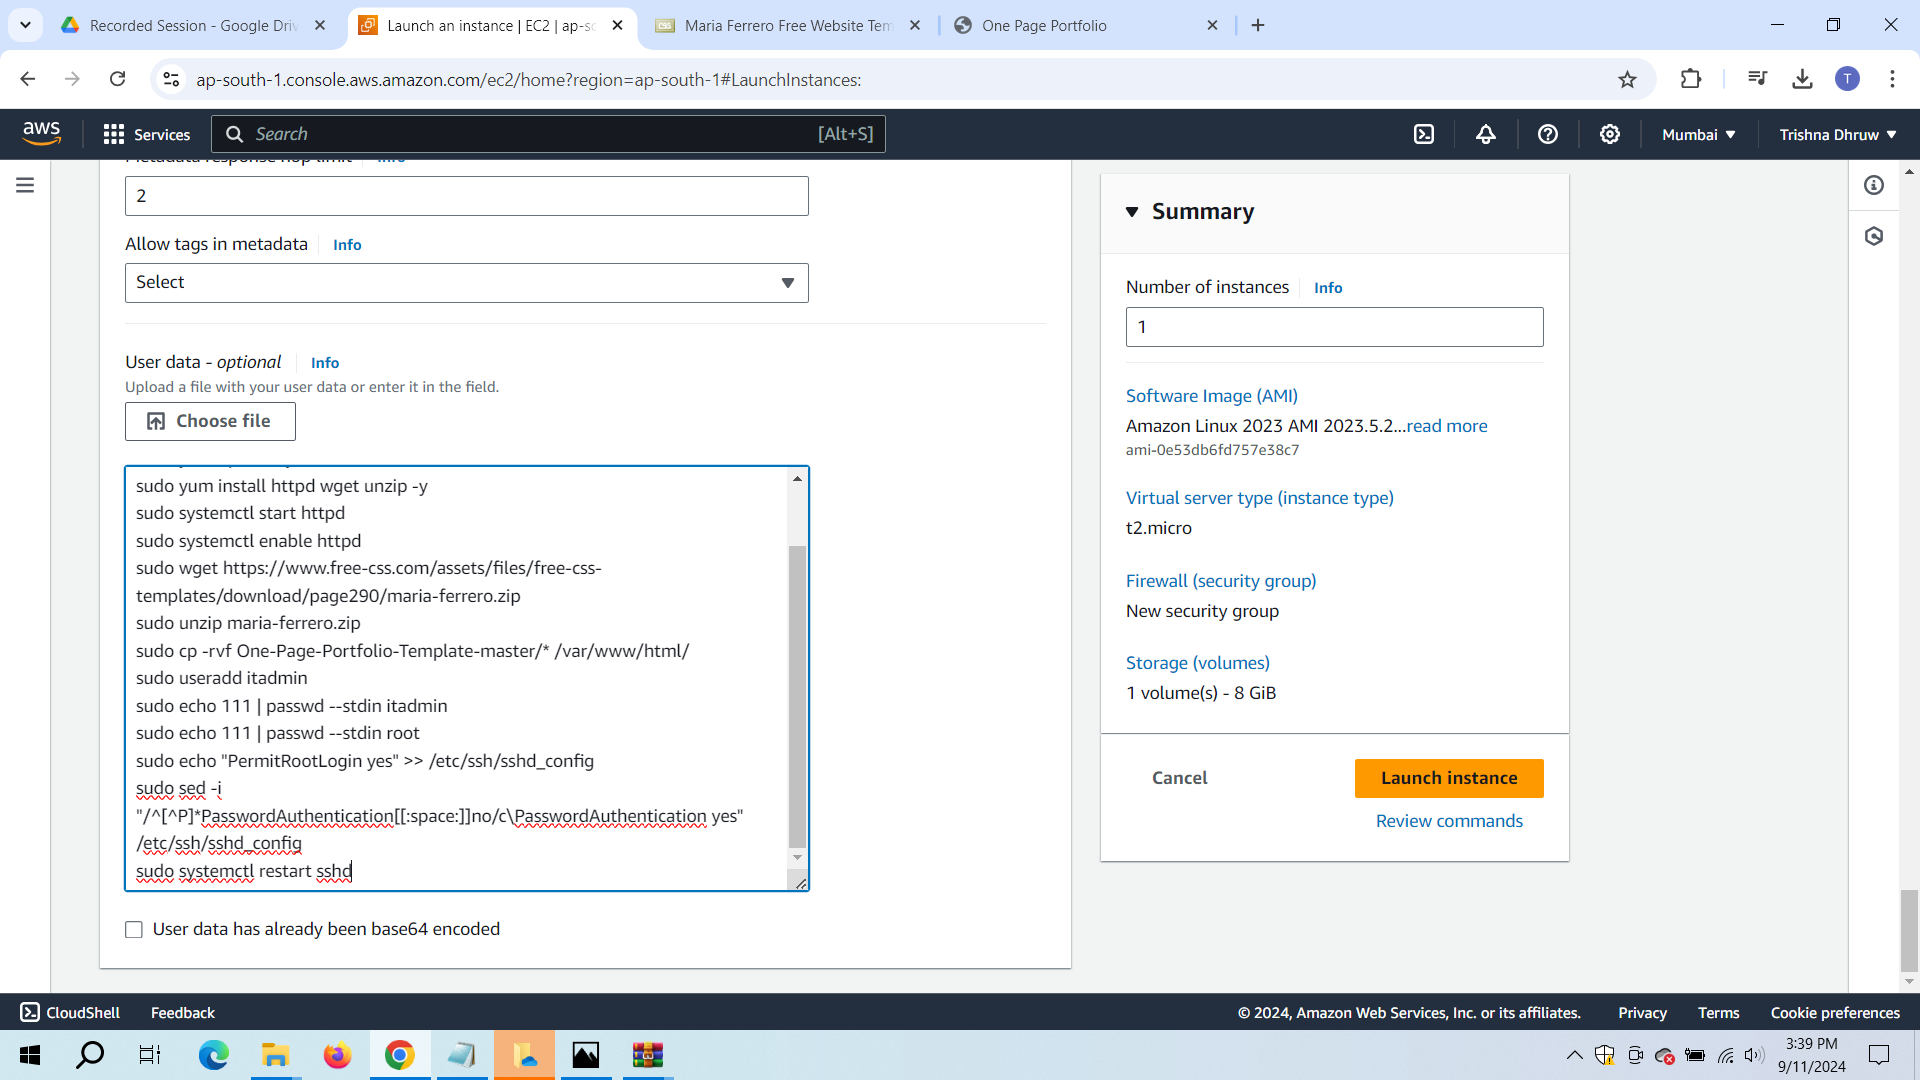 Recorded Session - Google Driv
Launch an instance | EC2 | ap-so
Maria Ferrero Free Website Tem
One Page Portfolio
ap-south-1.console.aws.amazon.com/ec2/home?region=ap-south-1#LaunchInstances:
T
aws
Services
Search
[Alt+S]
Mumbai
Trishna Dhruw
Metadata response hop limit
Info
2
Allow tags in metadata
Info
Select
User data - optional
Info
Upload a file with your user data or enter it in the field.
Choose file
sudo yum install httpd wget unzip -y
sudo systemctl start httpd
sudo systemctl enable httpd
sudo wget https://www.free-css.com/assets/files/free-css-
templates/download/page290/maria-ferrero.zip
sudo unzip maria-ferrero.zip
sudo cp -rvf One-Page-Portfolio-Template-master/* /var/www/html/
sudo useradd itadmin
sudo echo 111 | passwd --stdin itadmin
sudo echo 111 | passwd --stdin root
sudo echo "PermitRootLogin yes" >> /etc/ssh/sshd_config
sudo sed -i
"/^[^P]*PasswordAuthentication[[:space:]]no/c\PasswordAuthentication yes"
/etc/ssh/sshd_config
sudo systemctl restart sshd
User data has already been base64 encoded
Summary
Number of instances
Info
1
Software Image (AMI)
Amazon Linux 2023 AMI 2023.5.2...read more
ami-0e53db6fd757e38c7
Virtual server type (instance type)
t2.micro
Firewall (security group)
New security group
Storage (volumes)
1 volume(s) - 8 GiB
Cancel
Launch instance
Review commands
CloudShell
Feedback
© 2024, Amazon Web Services, Inc. or its affiliates.
Privacy
Terms
Cookie preferences
3:39 PM
9/11/2024